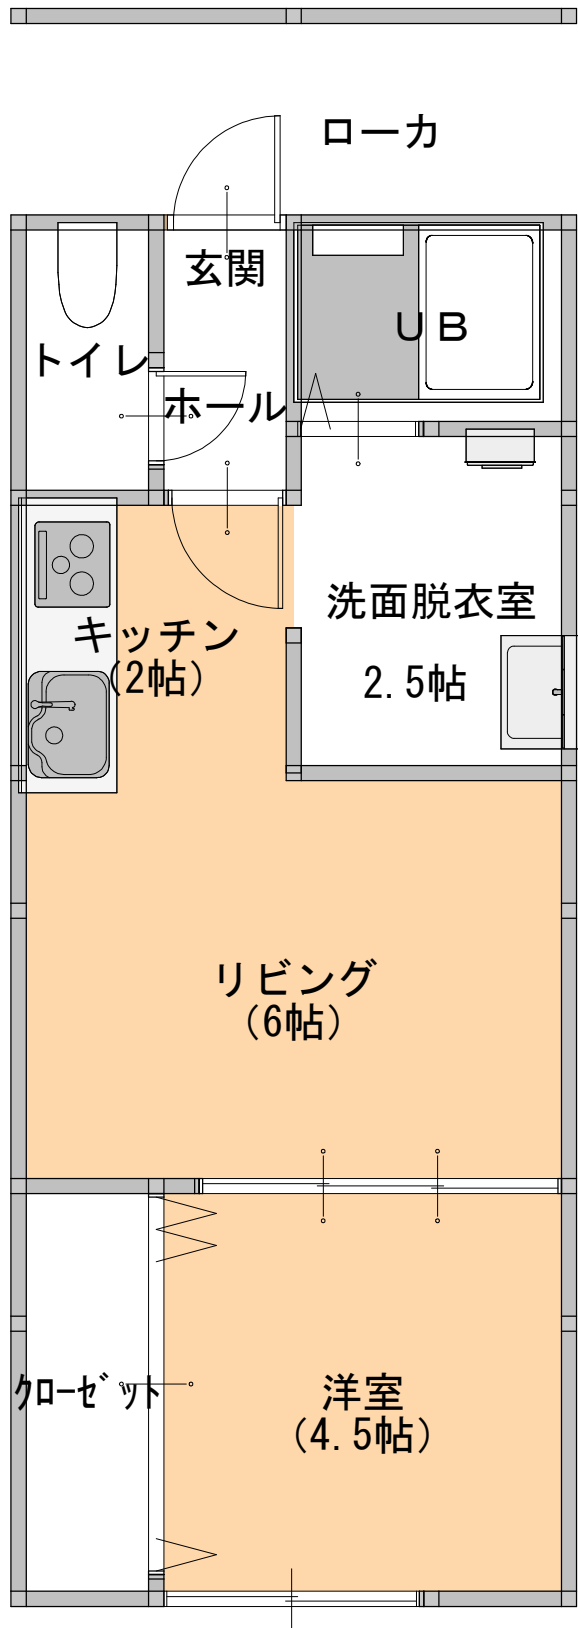 ローカ
玄関
UB
トイレ
ホール
洗面脱衣室
2.5帖
キッチン
(2帖)
リビング
(6帖)
クローゼット
洋室
(4.5帖)